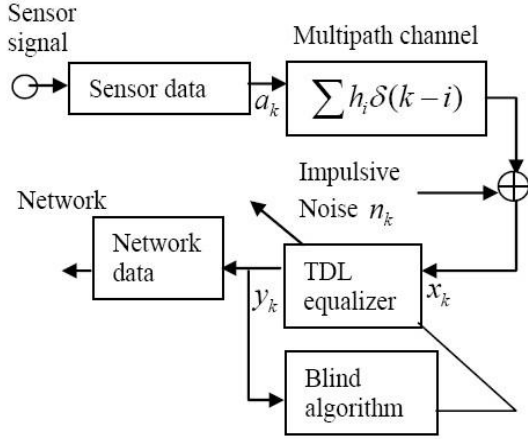 Sensor
signal
Multipath channel
Sensor data
a_k
∑ h_i δ(k − i)
Impulsive
Noise n_k
Network
Network
data
y_k
TDL
equalizer
x_k
Blind
algorithm